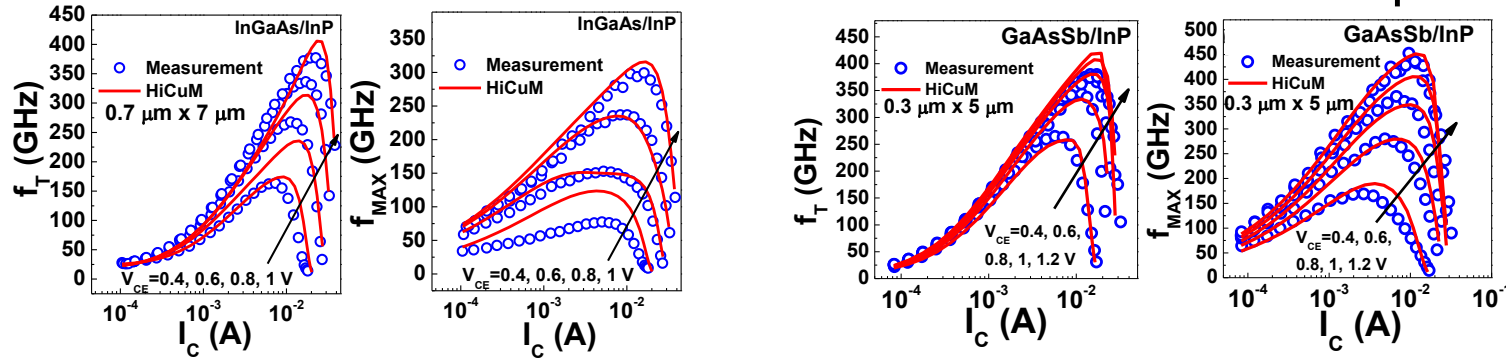 InGaAs/InP
f_T (GHz)
450
400
350
300
250
200
150
100
50
0
Measurement
HiCuM
0.7 μm x 7 μm
V_CE=0.4, 0.6, 0.8, 1 V
10^-4
10^-3
10^-2
I_C (A)
InGaAs/InP
f_MAX (GHz)
350
300
250
200
150
100
50
0
Measurement
HiCuM
V_CE=0.4, 0.6, 0.8, 1 V
10^-4
10^-3
10^-2
I_C (A)
GaAsSb/InP
f_T (GHz)
450
400
350
300
250
200
150
100
50
0
Measurement
HiCuM
0.3 μm x 5 μm
V_CE=0.4, 0.6,
0.8, 1, 1.2 V
10^-4
10^-3
10^-2
10^-1
I_C (A)
GaAsSb/InP
f_MAX (GHz)
500
450
400
350
300
250
200
150
100
50
0
Measurement
HiCuM
0.3 μm x 5 μm
V_CE=0.4, 0.6,
0.8, 1, 1.2 V
10^-4
10^-3
10^-2
10^-1
I_C (A)